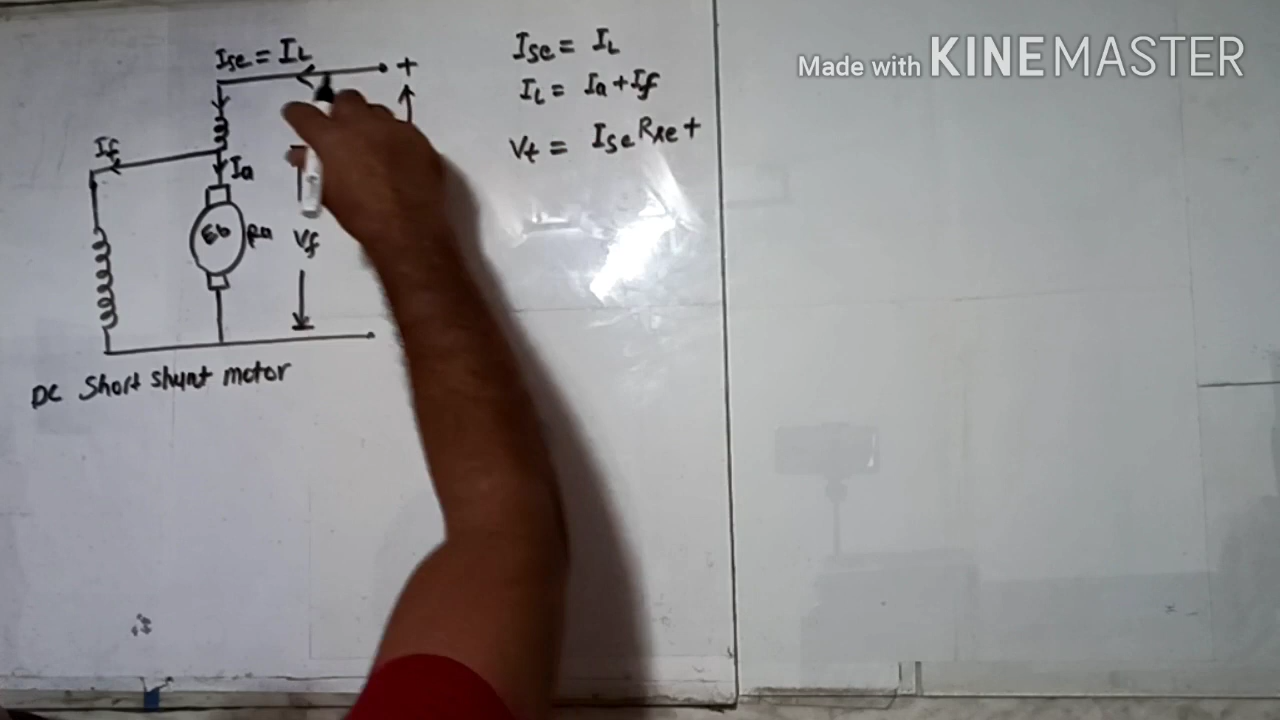 Made with KINEMASTER
Ise = IL
+
If
Ia
Eb
Ra
Vf
DC Short shunt motor
Ise = IL
IL = Ia + If
Vt = Ise Rse +